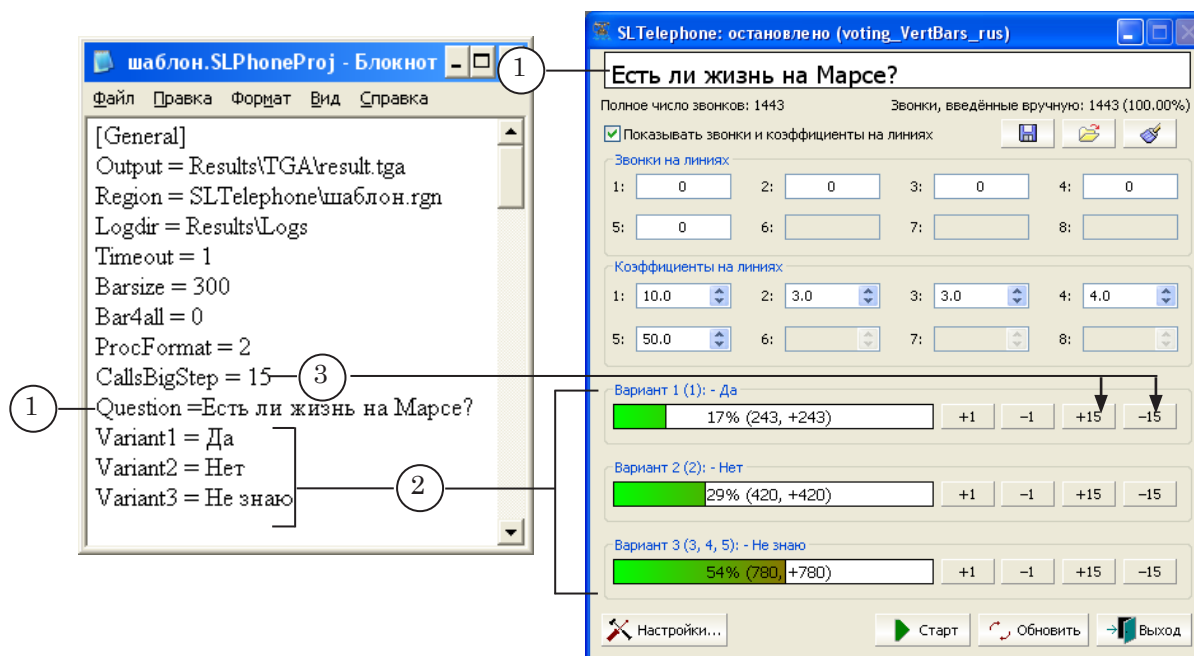 шаблон.SLPhoneProj - Блокнот
Файл Правка Формат Вид Справка
[General]
Output = Results\TGA\result.tga
Region = SLTelephone\шаблон.rgn
Logdir = Results\Logs
Timeout = 1
Barsize = 300
Bar4all = 0
ProcFormat = 2
CallsBigStep = 15
3
1
Question =Есть ли жизнь на Марсе?
Variant1 = Да
Variant2 = Нет
Variant3 = Не знаю
2
SLTelephone: остановлено (voting_VertBars_rus)
1
Есть ли жизнь на Марсе?
Полное число звонков: 1443 Звонки, введённые вручную: 1443 (100.00%)
Показывать звонки и коэффициенты на линиях
Звонки на линиях
1: 0 2: 0 3: 0 4: 0
5: 0 6: 7: 8:
Коэффициенты на линиях
1: 10.0 2: 3.0 3: 3.0 4: 4.0
5: 50.0 6: 7: 8:
Вариант 1 (1): - Да
17% (243, +243) +1 −1 +15 −15
Вариант 2 (2): - Нет
29% (420, +420) +1 −1 +15 −15
Вариант 3 (3, 4, 5): - Не знаю
54% (780, +780) +1 −1 +15 −15
Настройки... Старт Обновить Выход